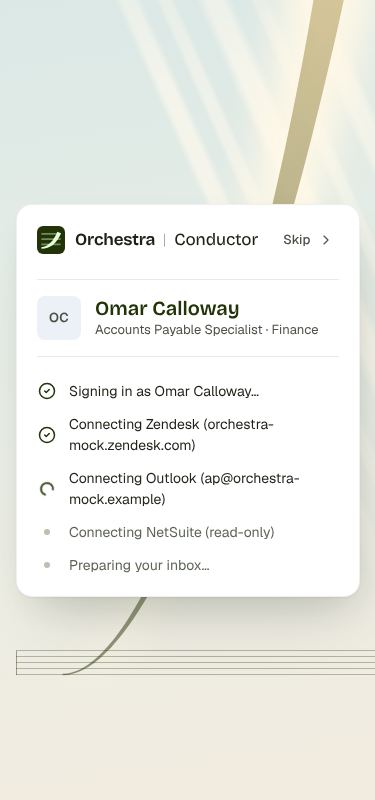 Orchestra | Conductor Skip
OC
Omar Calloway
Accounts Payable Specialist · Finance
Signing in as Omar Calloway...
Connecting Zendesk (orchestra-
mock.zendesk.com)
Connecting Outlook (ap@orchestra-
mock.example)
Connecting NetSuite (read-only)
Preparing your inbox...